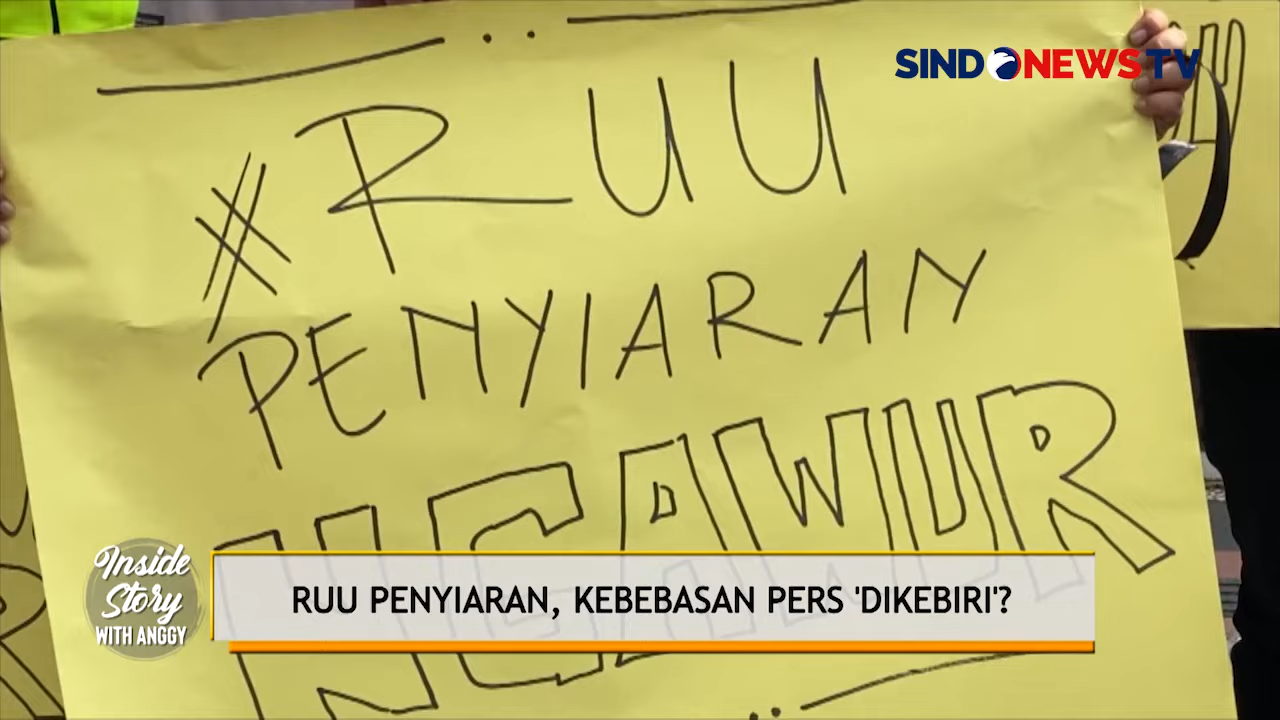 SINDONEWS TV
#RUU
PENYIARAN
NGAWUR
Inside
Story
WITH ANGGY
RUU PENYIARAN, KEBEBASAN PERS 'DIKEBIRI'?